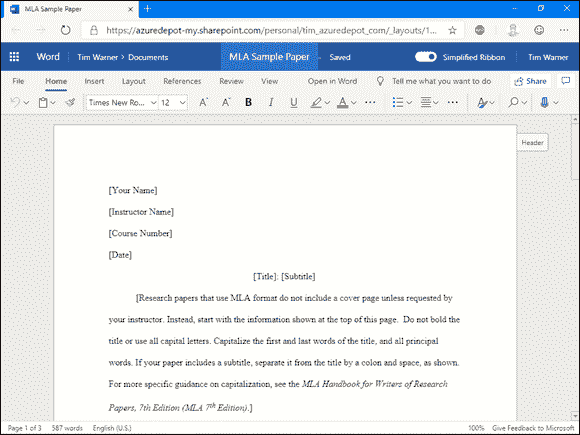 MLA Sample Paper
https://azuredepot-my.sharepoint.com/personal/tim_azuredepot_com/_layouts/1...
Word Tim Warner > Documents MLA Sample Paper - Saved Simplified Ribbon Tim Warner
File Home Insert Layout References Review View Open in Word Tell me what you want to do Share
Times New Ro... 12 A^ A˅ B I U A ...
Header
[Your Name]
[Instructor Name]
[Course Number]
[Date]
[Title]: [Subtitle]
[Research papers that use MLA format do not include a cover page unless requested by
your instructor. Instead, start with the information shown at the top of this page. Do not bold the
title or use all capital letters. Capitalize the first and last words of the title, and all principal
words. If your paper includes a subtitle, separate it from the title by a colon and space, as shown.
For more specific guidance on capitalization, see the MLA Handbook for Writers of Research
Papers, 7th Edition (MLA 7th Edition).]
Page 1 of 3 587 words English (U.S.) 100% Give Feedback to Microsoft